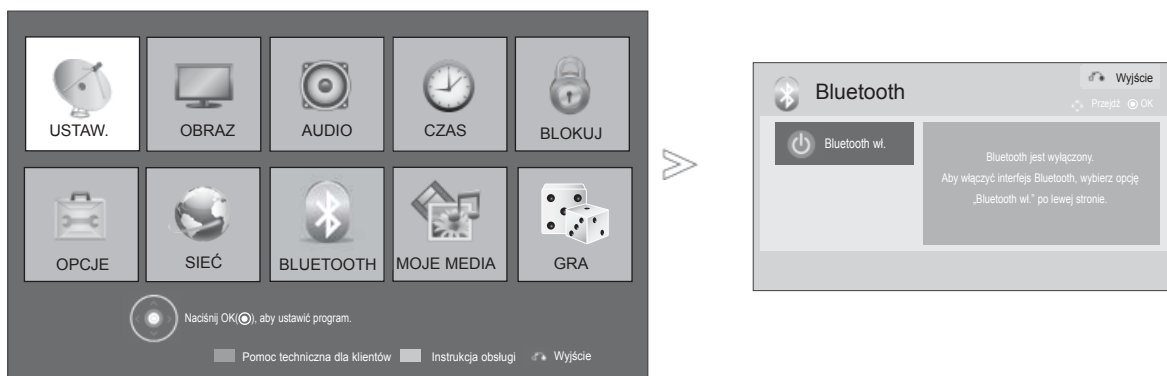 USTAW. OBRAZ AUDIO CZAS BLOKUJ
OPCJE SIEĆ BLUETOOTH MOJE MEDIA GRA
Naciśnij OK(◉), aby ustawić program.
Pomoc techniczna dla klientów Instrukcja obsługi Wyjście
Bluetooth
Wyjście
Przejdź ◉ OK
Bluetooth wł.
Bluetooth jest wyłączony.
Aby włączyć interfejs Bluetooth, wybierz opcję
„Bluetooth wł.” po lewej stronie.